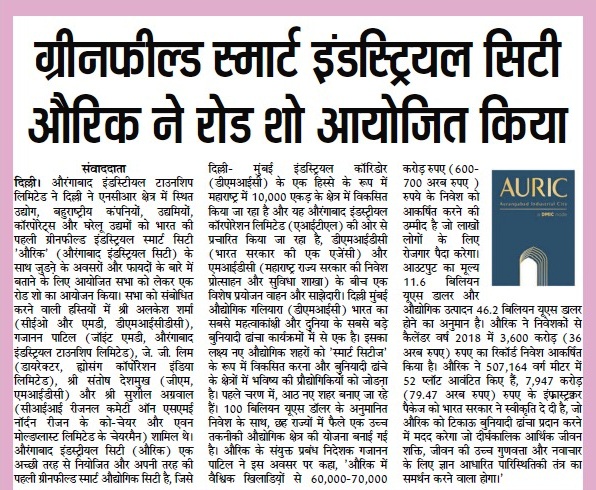 ग्रीनफील्ड स्मार्ट इंडस्ट्रियल सिटी
औरिक ने रोड शो आयोजित किया
संवाददाता
दिल्ली। औरंगाबाद इंडस्टीयल टाउनशिप
लिमिटेड ने दिल्ली ने एनसीआर क्षेत्र में स्थित
उद्योग, बहुराष्ट्रीय कंपनियों, उद्यमियों,
कॉरपोरेट्स और घरेलू उद्यमों को भारत की
पहली ग्रीनफील्ड इंडस्ट्रियल स्मार्ट सिटी
'औरिक' (औरंगाबाद इंडस्ट्रियल सिटी) के
साथ जुड़ने के अवसरों और फायदों के बारे में
बताने के लिए आयोजित सभा को लेकर एक
रोड शो का आयोजन किया। सभा को संबोधित
करने वाली हस्तियों में श्री अलकेश शर्मा
(सीईओ और एमडी, डीएमआईसीडीसी),
गजानन पाटिल (जॉइंट एमडी, औरंगाबाद
इंडस्ट्रियल टाउनशिप लिमिटेड), जे. जी. लिम
(डायरेक्टर, ह्योसंग कॉर्पोरेशन इंडिया
लिमिटेड), श्री संतोष देशमुख (जीएम,
एमआईडीसी) और श्री सुशील अग्रवाल
(सीआईआई रीजनल कमेटी ऑन एसएमई
नॉर्दन रीजन के को-चेयर और एवन
मोल्डप्लास्ट लिमिटेड के चेयरमैन) शामिल थे।
औरंगाबाद इंडस्ट्रियल सिटी (औरिक) एक
अच्छी तरह से नियोजित और अपनी तरह की
पहली ग्रीनफील्ड स्मार्ट औद्योगिक सिटी है, जिसे
दिल्ली- मुंबई इंडस्ट्रियल कॉरिडोर
(डीएमआईसी) के एक हिस्से के रूप में
महाराष्ट्र में 10,000 एकड़ के क्षेत्र में विकसित
किया जा रहा है और यह औरंगाबाद इंडस्ट्रीयल
कॉरपोरेशन लिमिटेड (एआईटीएल) की ओर से
प्रचारित किया जा रहा है, डीएमआईडीसी
(भारत सरकार की एक एजेंसी) और
एमआईडीसी (महाराष्ट्र राज्य सरकार की निवेश
प्रोत्साहन और सुविधा शाखा) के बीच एक
विशेष प्रयोजन वाहन और साझेदारी। दिल्ली मुंबई
औद्योगिक गलियारा (डीएमआईसी) भारत का
सबसे महत्वाकांक्षी और दुनिया के सबसे बड़े
बुनियादी ढांचा कार्यक्रमों में से एक है। इसका
लक्ष्य नए औद्योगिक शहरों को 'स्मार्ट सिटीज'
के रूप में विकसित करना और बुनियादी ढांचे
के क्षेत्रों में भविष्य की प्रौद्योगिकियों को जोडऩा
है। पहले चरण में, आठ नए शहर बनाए जा रहे
हैं। 100 बिलियन यूएस डॉलर के अनुमानित
निवेश के साथ, छह राज्यों में फैले एक उच्च
तकनीकी औद्योगिक क्षेत्र की योजना बनाई गई
है। औरिक के संयुक्त प्रबंध निदेशक गजानन
पाटिल ने इस अवसर पर कहा, 'औरिक में
वैश्विक खिलाडिय़ों से 60,000-70,000
करोड़ रुपए (600-
700 अरब रुपए )
रुपये के निवेश को
आकर्षित करने की
उम्मीद है जो लाखों
लोगों के लिए
रोजगार पैदा करेगा।
आउटपुट का मूल्य
11.6 बिलियन
यूएस डालर और
औद्योगिक उत्पादन 46.2 बिलियन यूएस डालर
होने का अनुमान है। औरिक ने निवेशकों से
कैलेंडर वर्ष 2018 में 3,600 करोड़ (36
अरब रुपए) रुपए का रिकॉर्ड निवेश आकर्षित
किया है। औरिक ने 507,164 वर्ग मीटर में
52 प्लॉट आवंटित किए हैं, 7,947 करोड़
(79.47 अरब रुपए) रुपए के इंफास्ट्रक्चर
पैकेज को भारत सरकार ने स्वीकृति दे दी है, जो
औरिक को टिकाऊ बुनियादी ढांचा प्रदान करने
में मदद करेगा जो दीर्घकालिक आर्थिक जीवन
शक्ति, जीवन की उच्च गुणवत्ता और नवाचार
के लिए ज्ञान आधारित पारिस्थितिकी तंत्र का
समर्थन करने वाला होगा।'
AURIC
Aurangabad Industrial City